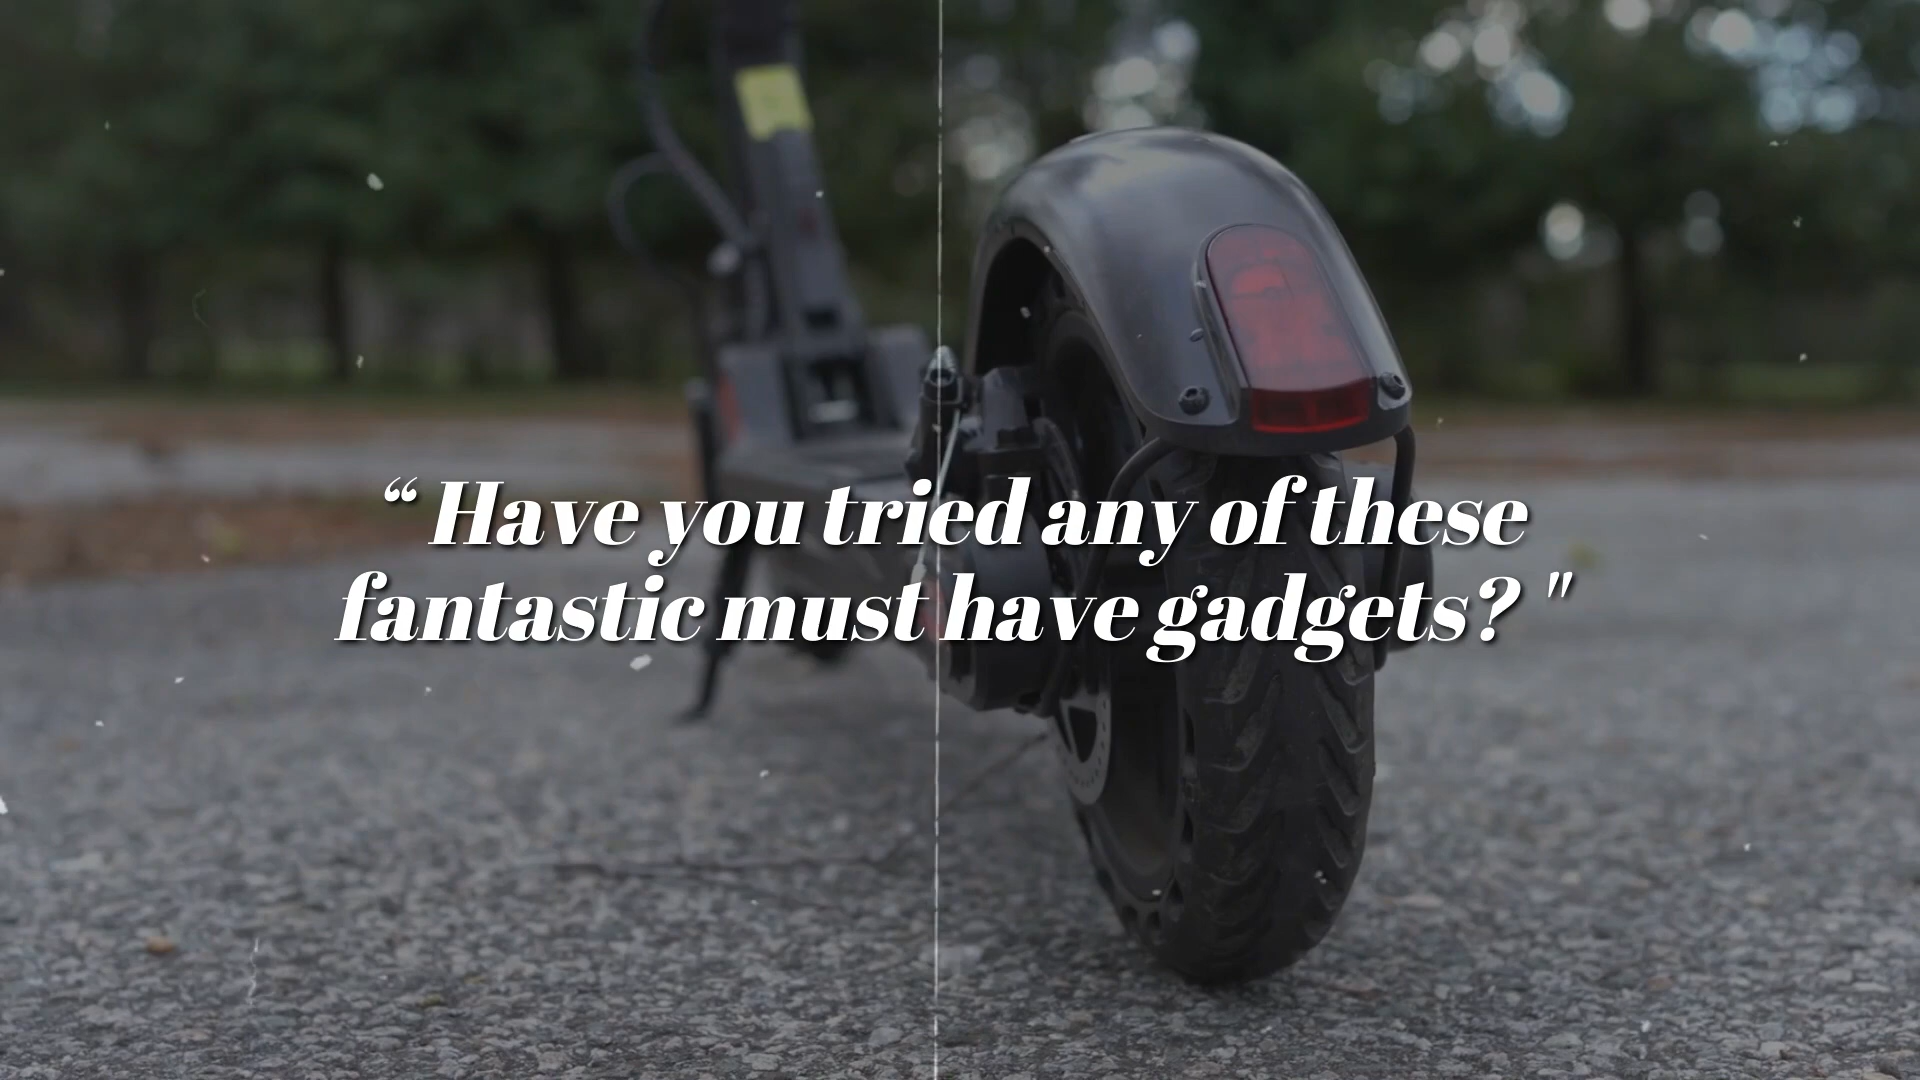 “ Have you tried any of these
fantastic must have gadgets? "